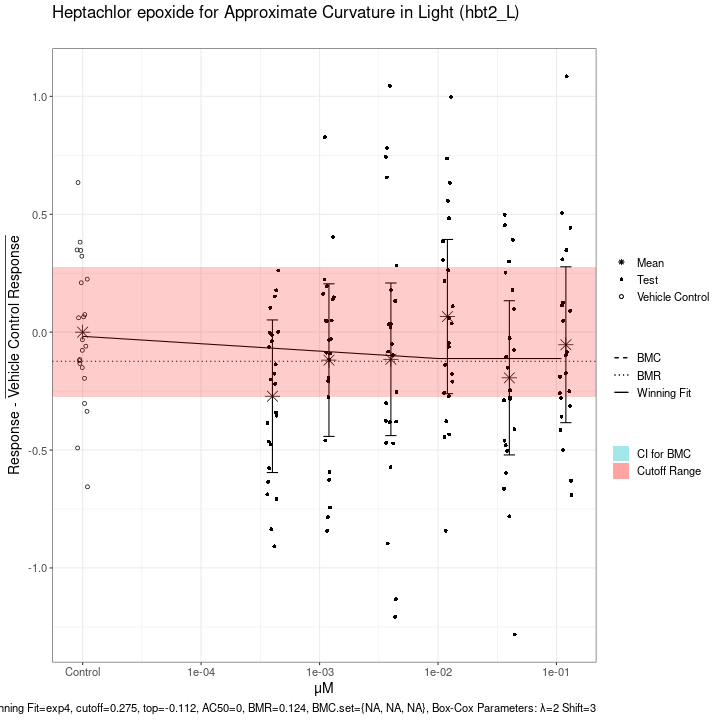 Heptachlor epoxide for Approximate Curvature in Light (hbt2_L)
Response - Vehicle Control Response
1.0
0.5
0.0
-0.5
-1.0
Control
1e-04
1e-03
1e-02
1e-01
μM
Mean
Test
Vehicle Control
BMC
BMR
Winning Fit
CI for BMC
Cutoff Range
nning Fit=exp4, cutoff=0.275, top=-0.112, AC50=0, BMR=0.124, BMC.set={NA, NA, NA}, Box-Cox Parameters: λ=2 Shift=3